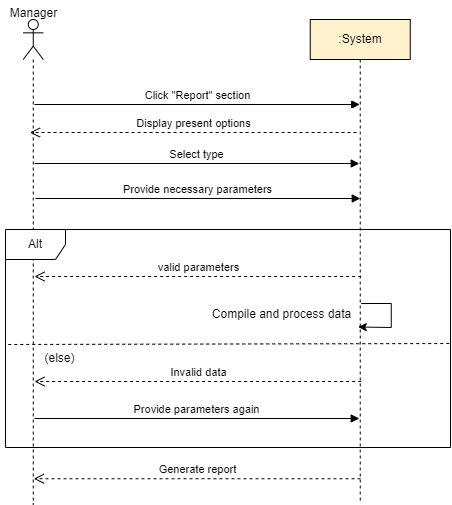 Manager
:System
Click "Report" section
Display present options
Select type
Provide necessary parameters
Alt
valid parameters
Compile and process data
(else)
Invalid data
Provide parameters again
Generate report